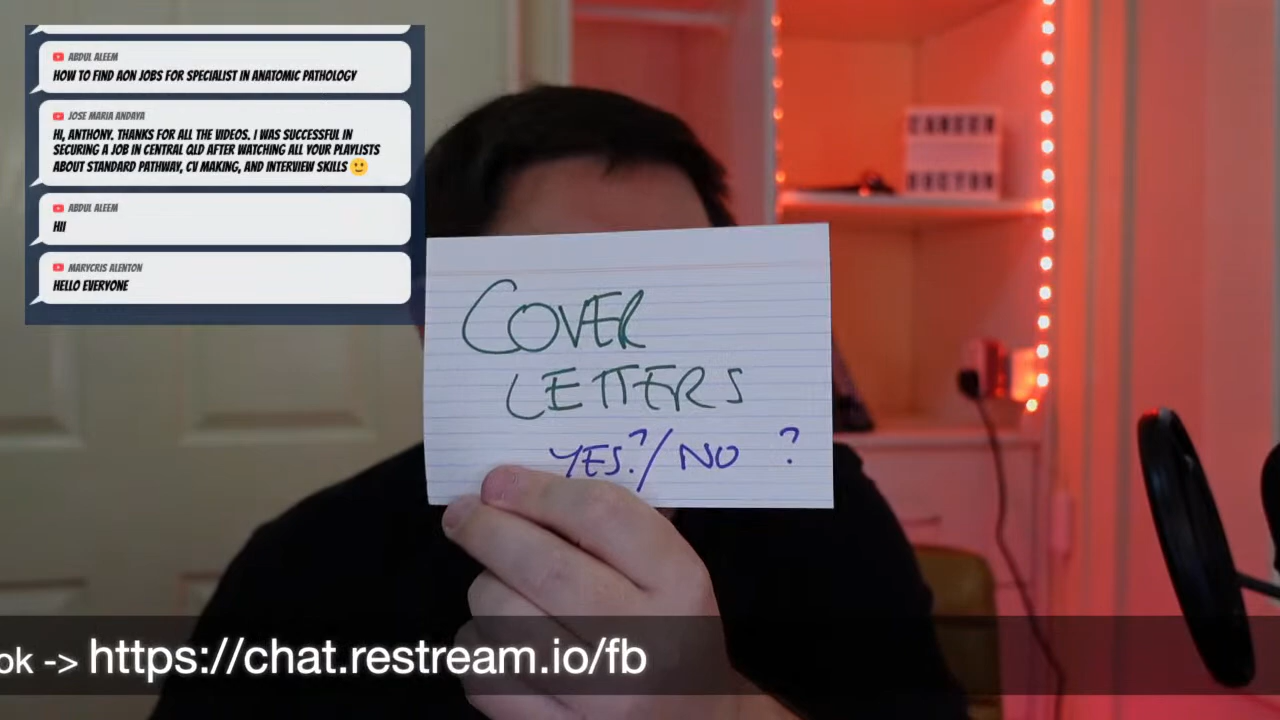 ABDUL ALEEM
HOW TO FIND AON JOBS FOR SPECIALIST IN ANATOMIC PATHOLOGY
JOSE MARIA ANDAYA
HI, ANTHONY. THANKS FOR ALL THE VIDEOS. I WAS SUCCESSFUL IN
SECURING A JOB IN CENTRAL QLD AFTER WATCHING ALL YOUR PLAYLISTS
ABOUT STANDARD PATHWAY, CV MAKING, AND INTERVIEW SKILLS 🙂
ABDUL ALEEM
HII
MARYCRIS ALENTON
HELLO EVERYONE
CAREER
DOCTOR
COVER
LETTERS
YES?/NO ?
ok -> https://chat.restream.io/fb